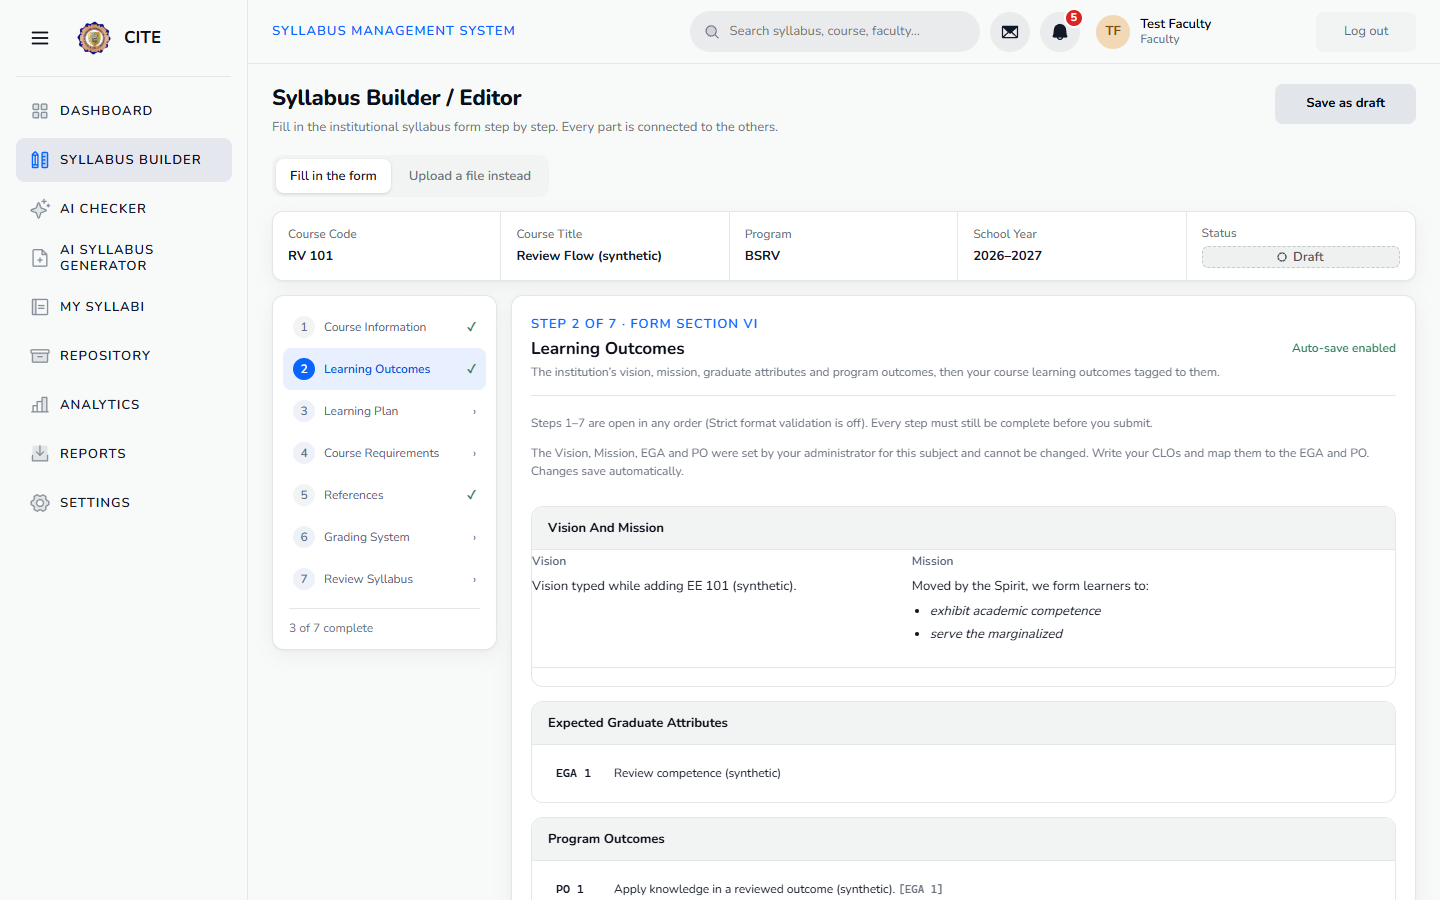 CITE
SYLLABUS MANAGEMENT SYSTEM
Search syllabus, course, faculty...
5
TF
Test Faculty
Faculty
Log out
DASHBOARD
SYLLABUS BUILDER
AI CHECKER
AI SYLLABUS
GENERATOR
MY SYLLABI
REPOSITORY
ANALYTICS
REPORTS
SETTINGS
Syllabus Builder / Editor
Fill in the institutional syllabus form step by step. Every part is connected to the others.
Save as draft
Fill in the form
Upload a file instead
Course Code
RV 101
Course Title
Review Flow (synthetic)
Program
BSRV
School Year
2026–2027
Status
Draft
1 Course Information ✓
2 Learning Outcomes ✓
3 Learning Plan ›
4 Course Requirements ›
5 References ✓
6 Grading System ›
7 Review Syllabus ›
3 of 7 complete
STEP 2 OF 7 · FORM SECTION VI
Learning Outcomes
Auto-save enabled
The institution's vision, mission, graduate attributes and program outcomes, then your course learning outcomes tagged to them.
Steps 1–7 are open in any order (Strict format validation is off). Every step must still be complete before you submit.
The Vision, Mission, EGA and PO were set by your administrator for this subject and cannot be changed. Write your CLOs and map them to the EGA and PO.
Changes save automatically.
Vision And Mission
Vision
Vision typed while adding EE 101 (synthetic).
Mission
Moved by the Spirit, we form learners to:
• exhibit academic competence
• serve the marginalized
Expected Graduate Attributes
EGA 1 Review competence (synthetic)
Program Outcomes
PO 1 Apply knowledge in a reviewed outcome (synthetic). [EGA 1]